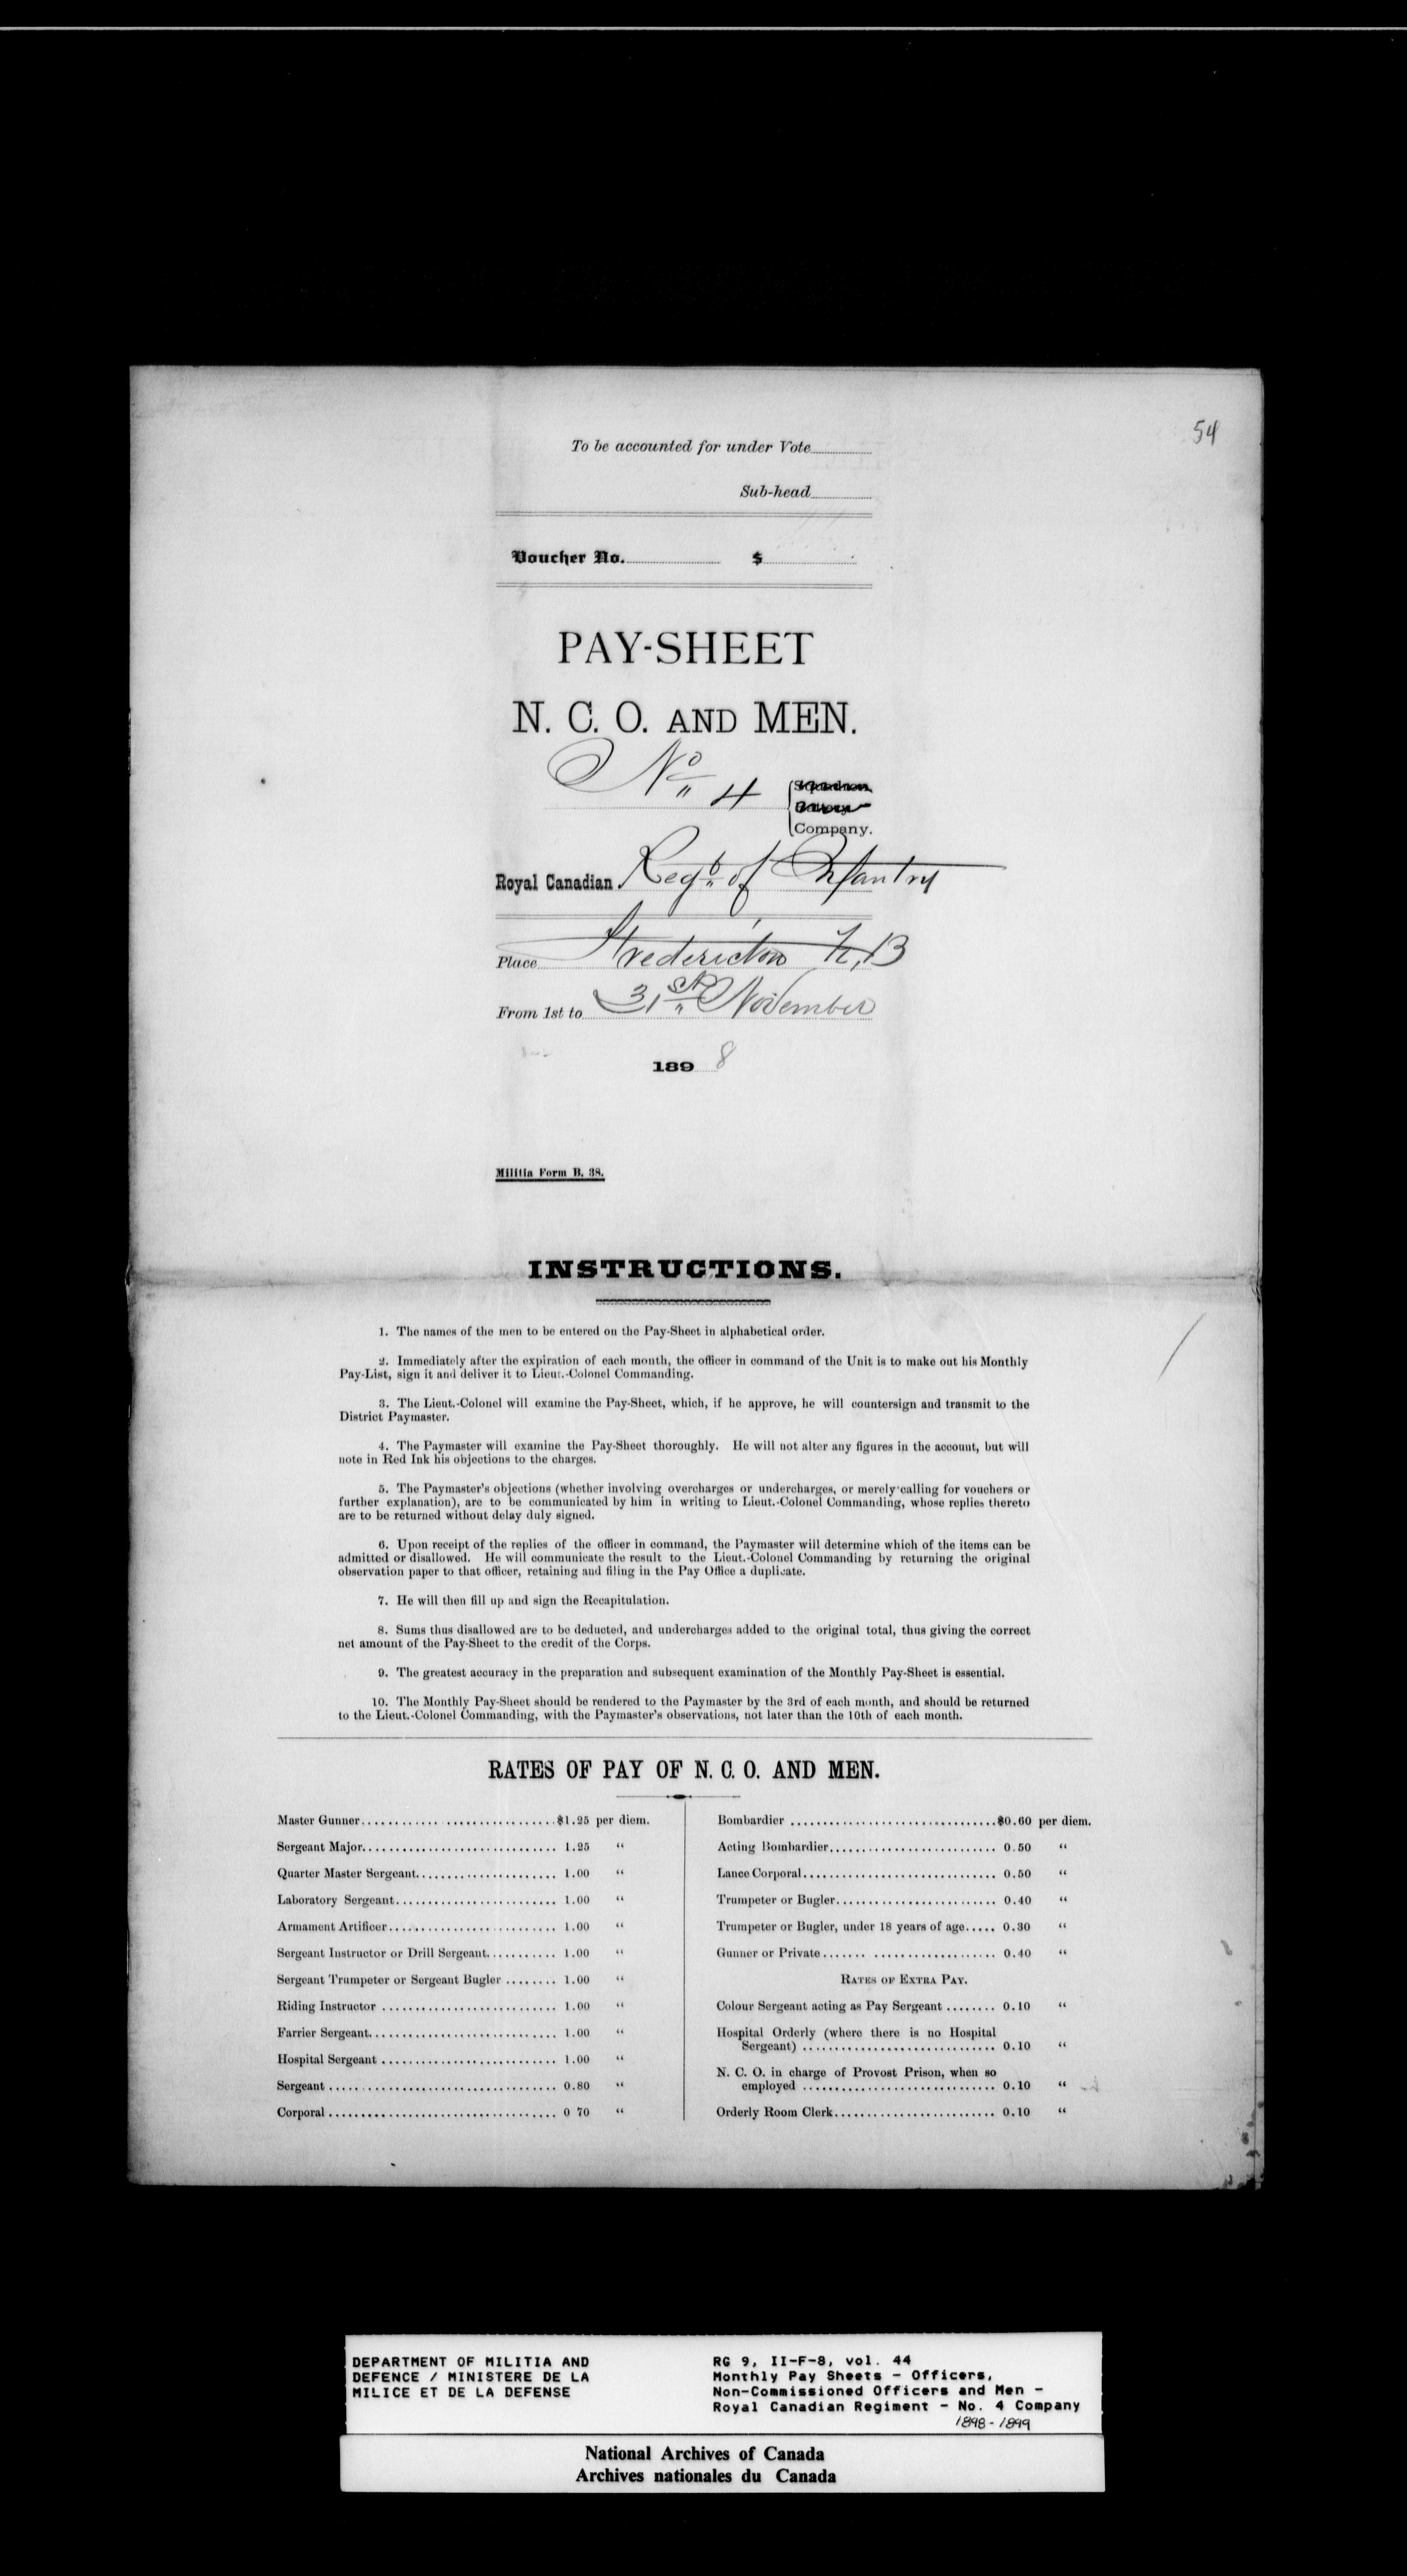 54
To be accounted for under Vote
Sub-head
Voucher No. $
PAY-SHEET
N. C. O. AND MEN.
No 4
Squadron
Battery
Company.
Royal Canadian Regt of Infantry
Place Fredericton N.B
From 1st to 31st November
1898
Militia Form B. 38.
INSTRUCTIONS.
1. The names of the men to be entered on the Pay-Sheet in alphabetical order.
2. Immediately after the expiration of each month, the officer in command of the Unit is to make out his Monthly
Pay-List, sign it and deliver it to Lieut.-Colonel Commanding.
3. The Lieut.-Colonel will examine the Pay-Sheet, which, if he approve, he will countersign and transmit to the
District Paymaster.
4. The Paymaster will examine the Pay-Sheet thoroughly. He will not alter any figures in the account, but will
note in Red Ink his objections to the charges.
5. The Paymaster's objections (whether involving overcharges or undercharges, or merely calling for vouchers or
further explanation), are to be communicated by him in writing to Lieut.-Colonel Commanding, whose replies thereto
are to be returned without delay duly signed.
6. Upon receipt of the replies of the officer in command, the Paymaster will determine which of the items can be
admitted or disallowed. He will communicate the result to the Lieut.-Colonel Commanding by returning the original
observation paper to that officer, retaining and filing in the Pay Office a duplicate.
7. He will then fill up and sign the Recapitulation.
8. Sums thus disallowed are to be deducted, and undercharges added to the original total, thus giving the correct
net amount of the Pay-Sheet to the credit of the Corps.
9. The greatest accuracy in the preparation and subsequent examination of the Monthly Pay-Sheet is essential.
10. The Monthly Pay-Sheet should be rendered to the Paymaster by the 3rd of each month, and should be returned
to the Lieut.-Colonel Commanding, with the Paymaster's observations, not later than the 10th of each month.
RATES OF PAY OF N. C. O. AND MEN.
Master Gunner $1.25 per diem.
Sergeant Major 1.25 "
Quarter Master Sergeant 1.00 "
Laboratory Sergeant 1.00 "
Armament Artificer 1.00 "
Sergeant Instructor or Drill Sergeant 1.00 "
Sergeant Trumpeter or Sergeant Bugler 1.00 "
Riding Instructor 1.00 "
Farrier Sergeant 1.00 "
Hospital Sergeant 1.00 "
Sergeant 0.80 "
Corporal 0 70 "
Bombardier $0.60 per diem.
Acting Bombardier 0.50 "
Lance Corporal 0.50 "
Trumpeter or Bugler 0.40 "
Trumpeter or Bugler, under 18 years of age 0.30 "
Gunner or Private 0.40 "
RATES OF EXTRA PAY.
Colour Sergeant acting as Pay Sergeant 0.10 "
Hospital Orderly (where there is no Hospital
Sergeant) 0.10 "
N. C. O. in charge of Provost Prison, when so
employed 0.10 "
Orderly Room Clerk 0.10 "
DEPARTMENT OF MILITIA AND
DEFENCE / MINISTERE DE LA
MILICE ET DE LA DEFENSE
RG 9, II-F-8, vol. 44
Monthly Pay Sheets - Officers,
Non-Commissioned Officers and Men -
Royal Canadian Regiment - No. 4 Company
1898-1899
National Archives of Canada
Archives nationales du Canada